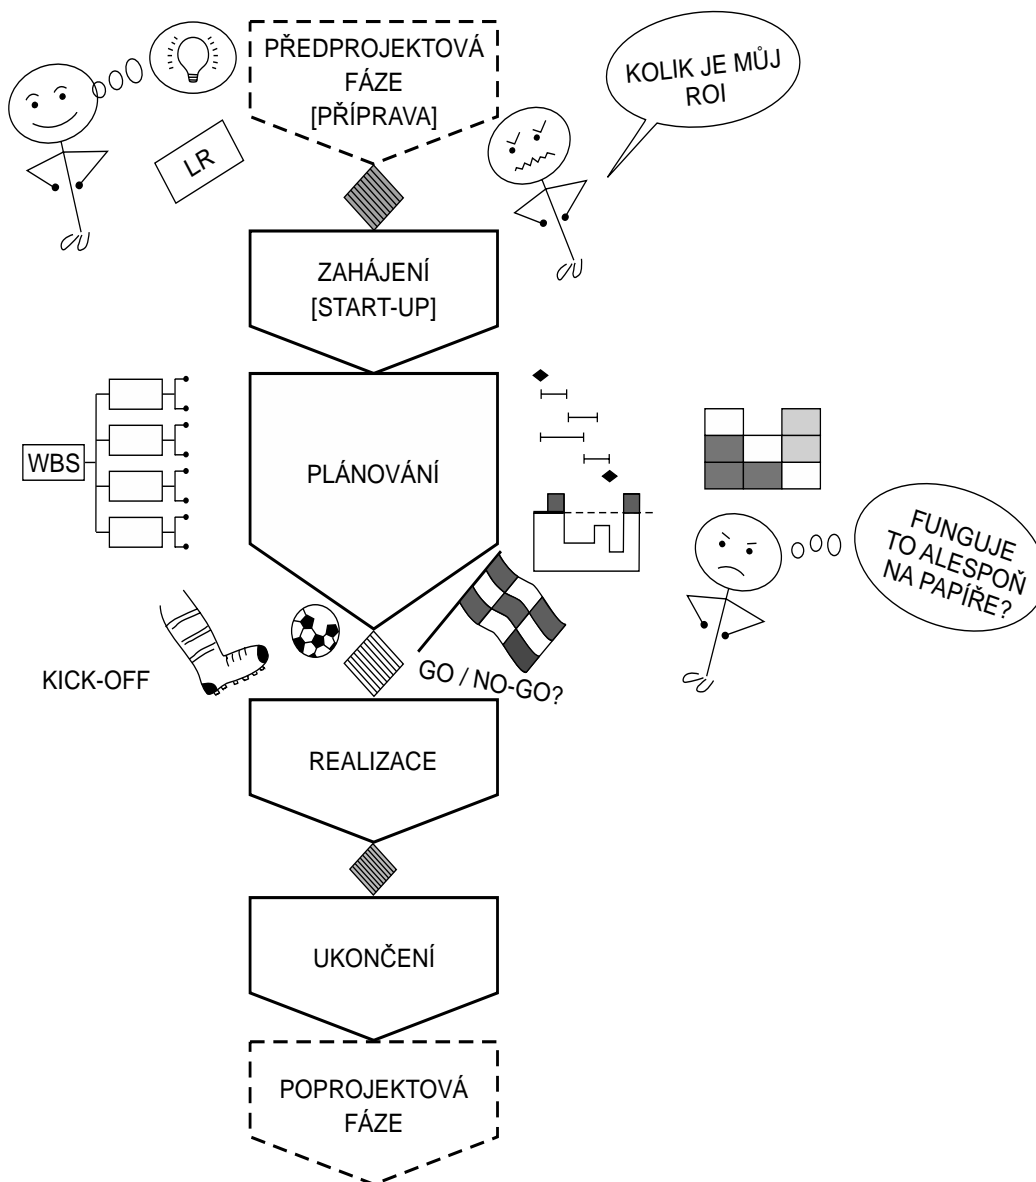 PŘEDPROJEKTOVÁ
FÁZE
[PŘÍPRAVA]
KOLIK JE MŮJ
ROI
LR
ZAHÁJENÍ
[START-UP]
WBS
PLÁNOVÁNÍ
FUNGUJE
TO ALESPOŇ
NA PAPÍŘE?
KICK-OFF
GO / NO-GO?
REALIZACE
UKONČENÍ
POPROJEKTOVÁ
FÁZE